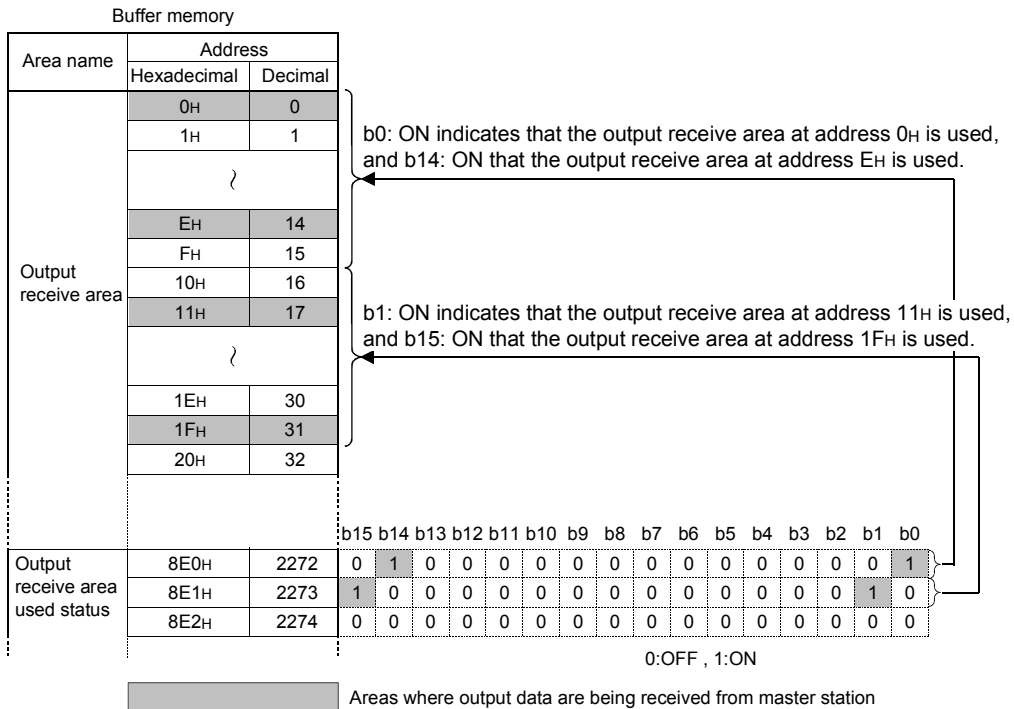 Buffer memory
Area name Address
Hexadecimal Decimal
Output receive area
0H 0
1H 1
EH 14
FH 15
10H 16
11H 17
1EH 30
1FH 31
20H 32
b0: ON indicates that the output receive area at address 0H is used,
and b14: ON that the output receive area at address EH is used.
b1: ON indicates that the output receive area at address 11H is used,
and b15: ON that the output receive area at address 1FH is used.
b15 b14 b13 b12 b11 b10 b9 b8 b7 b6 b5 b4 b3 b2 b1 b0
Output receive area used status
8E0H 2272 0 1 0 0 0 0 0 0 0 0 0 0 0 0 0 1
8E1H 2273 1 0 0 0 0 0 0 0 0 0 0 0 0 0 1 0
8E2H 2274 0 0 0 0 0 0 0 0 0 0 0 0 0 0 0 0
0:OFF , 1:ON
Areas where output data are being received from master station